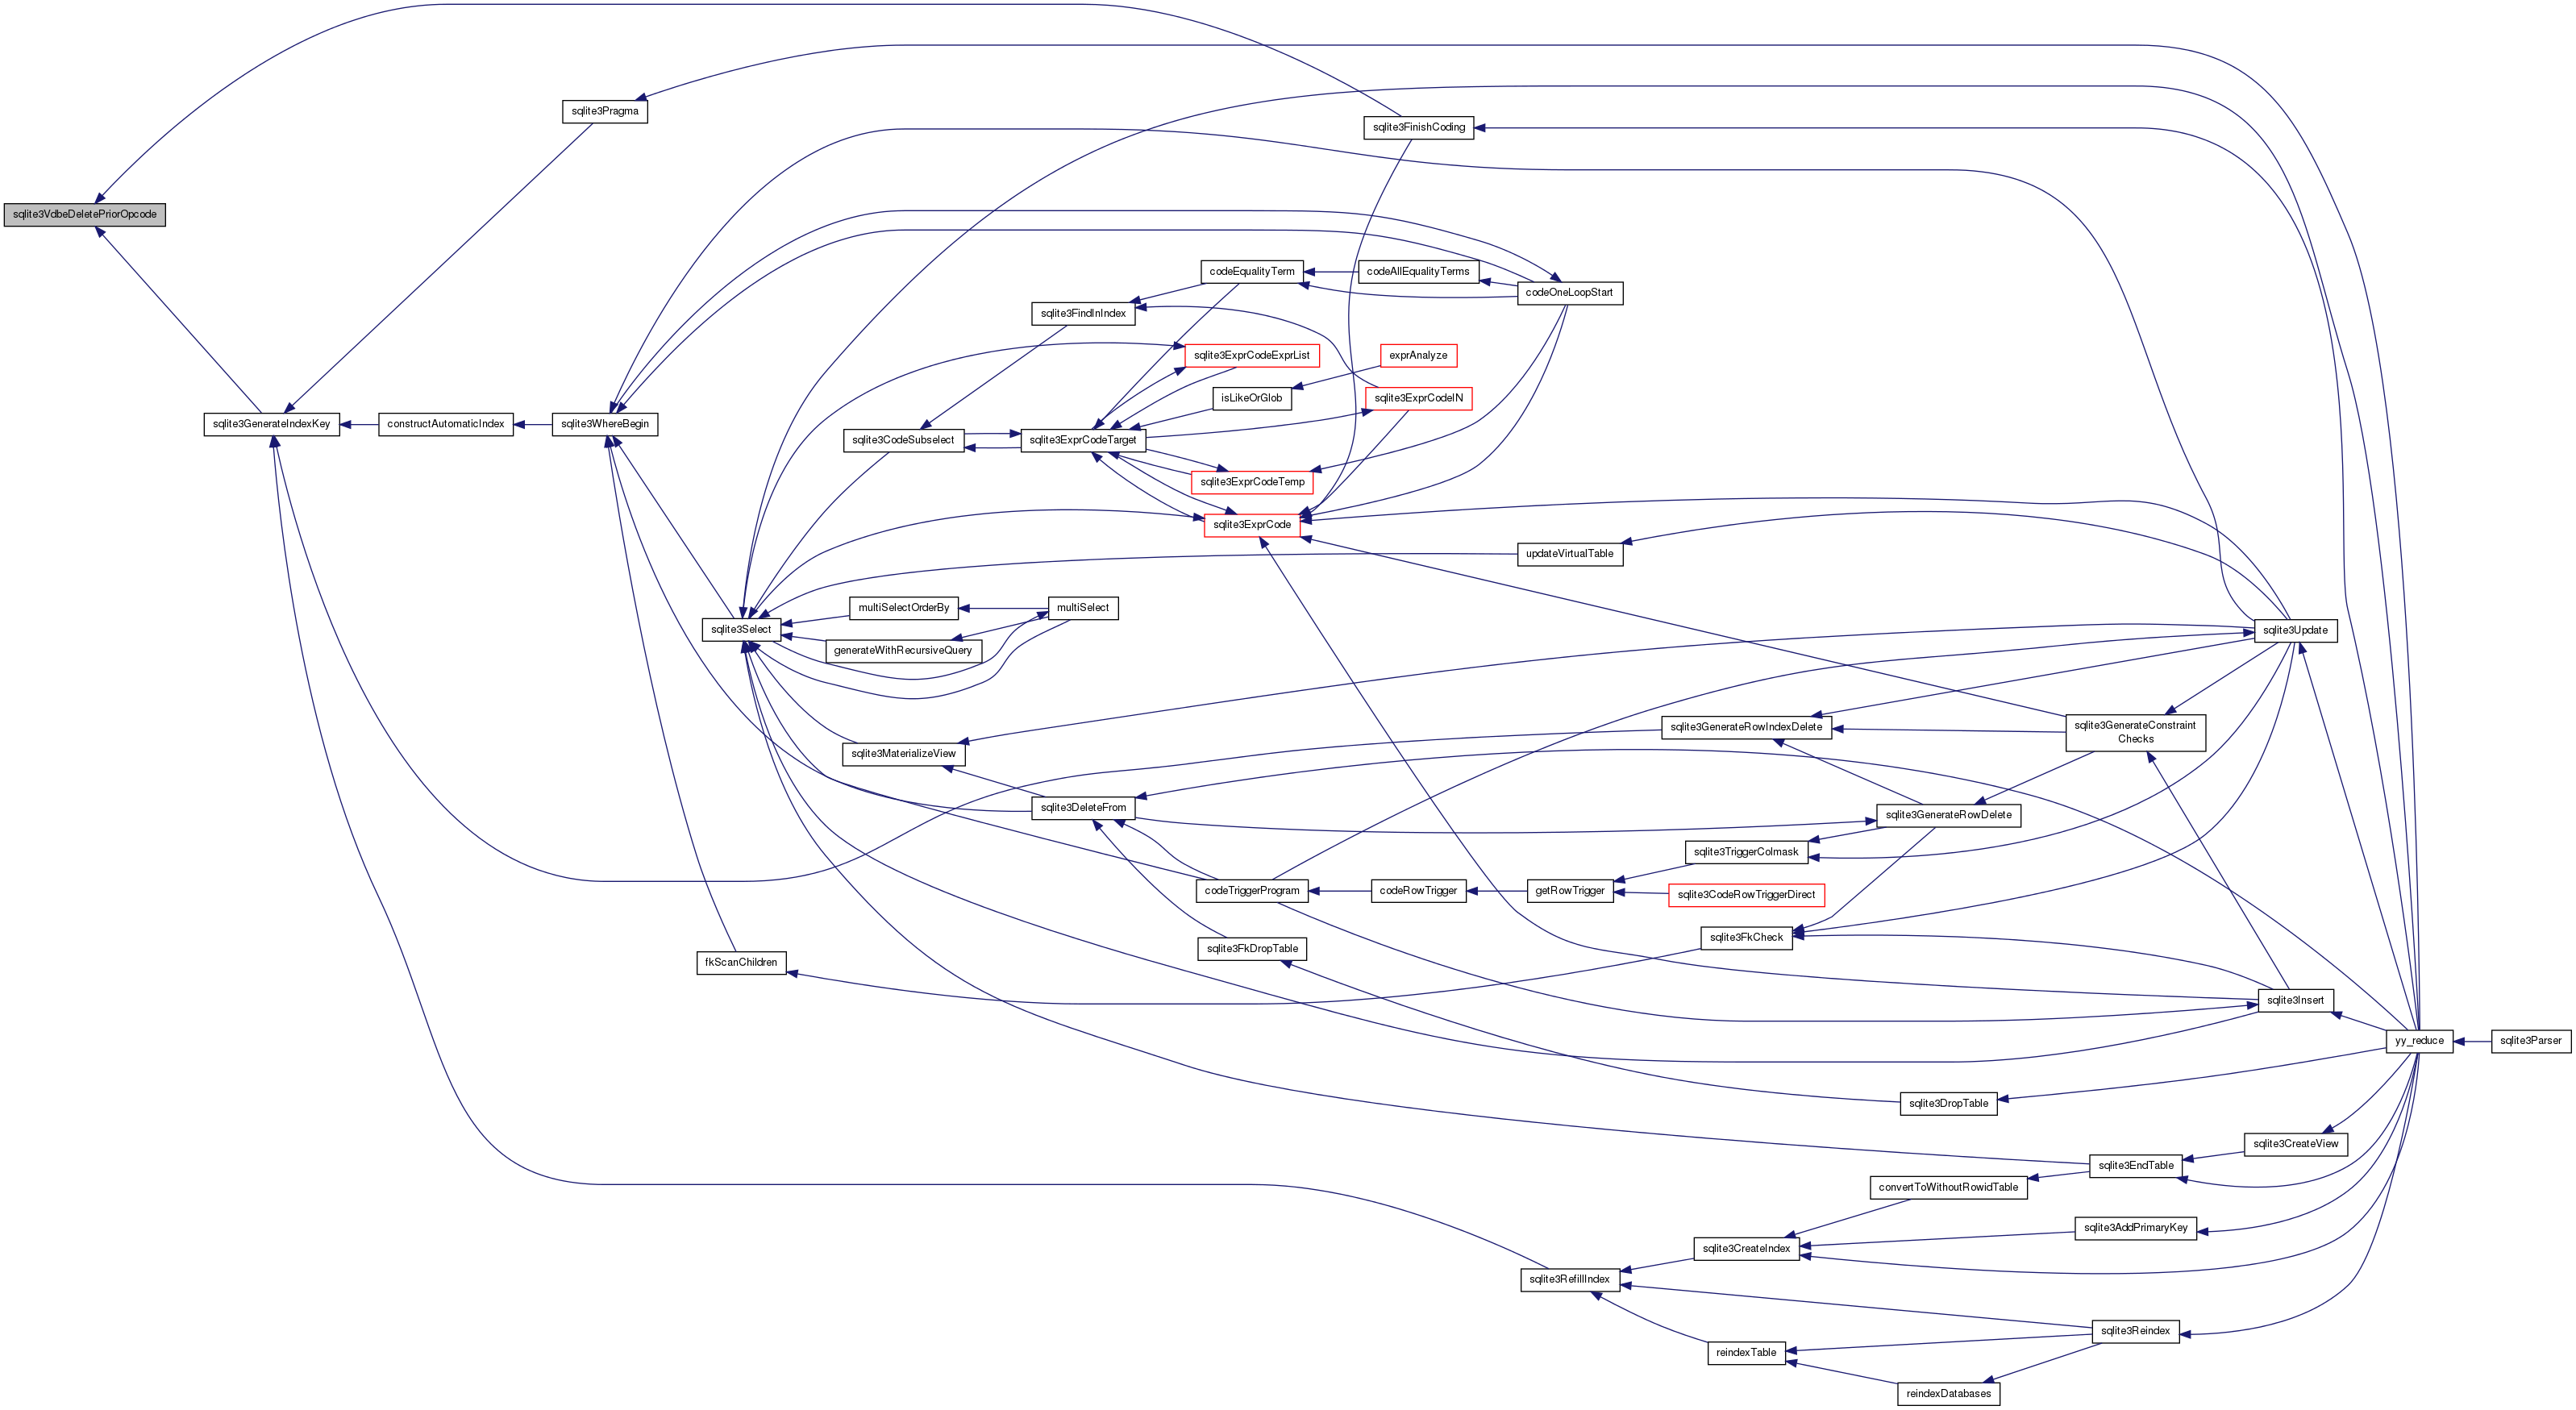 sqlite3VdbeDeletePriorOpcode
sqlite3GenerateIndexKey
sqlite3Pragma
constructAutomaticIndex
sqlite3WhereBegin
sqlite3Select
fkScanChildren
sqlite3CodeSubselect
multiSelectOrderBy
generateWithRecursiveQuery
sqlite3MaterializeView
sqlite3FindInIndex
sqlite3ExprCodeTarget
multiSelect
sqlite3DeleteFrom
codeEqualityTerm
sqlite3ExprCodeExprList
isLikeOrGlob
sqlite3ExprCodeTemp
sqlite3ExprCode
codeTriggerProgram
sqlite3FkDropTable
sqlite3FinishCoding
codeAllEqualityTerms
exprAnalyze
sqlite3ExprCodeIN
codeRowTrigger
codeOneLoopStart
updateVirtualTable
getRowTrigger
sqlite3RefillIndex
sqlite3GenerateRowIndexDelete
sqlite3TriggerColmask
sqlite3CodeRowTriggerDirect
sqlite3FkCheck
sqlite3CreateIndex
reindexTable
sqlite3GenerateRowDelete
sqlite3DropTable
convertToWithoutRowidTable
reindexDatabases
sqlite3GenerateConstraint
Checks
sqlite3EndTable
sqlite3AddPrimaryKey
sqlite3Reindex
sqlite3Update
sqlite3Insert
sqlite3CreateView
yy_reduce
sqlite3Parser